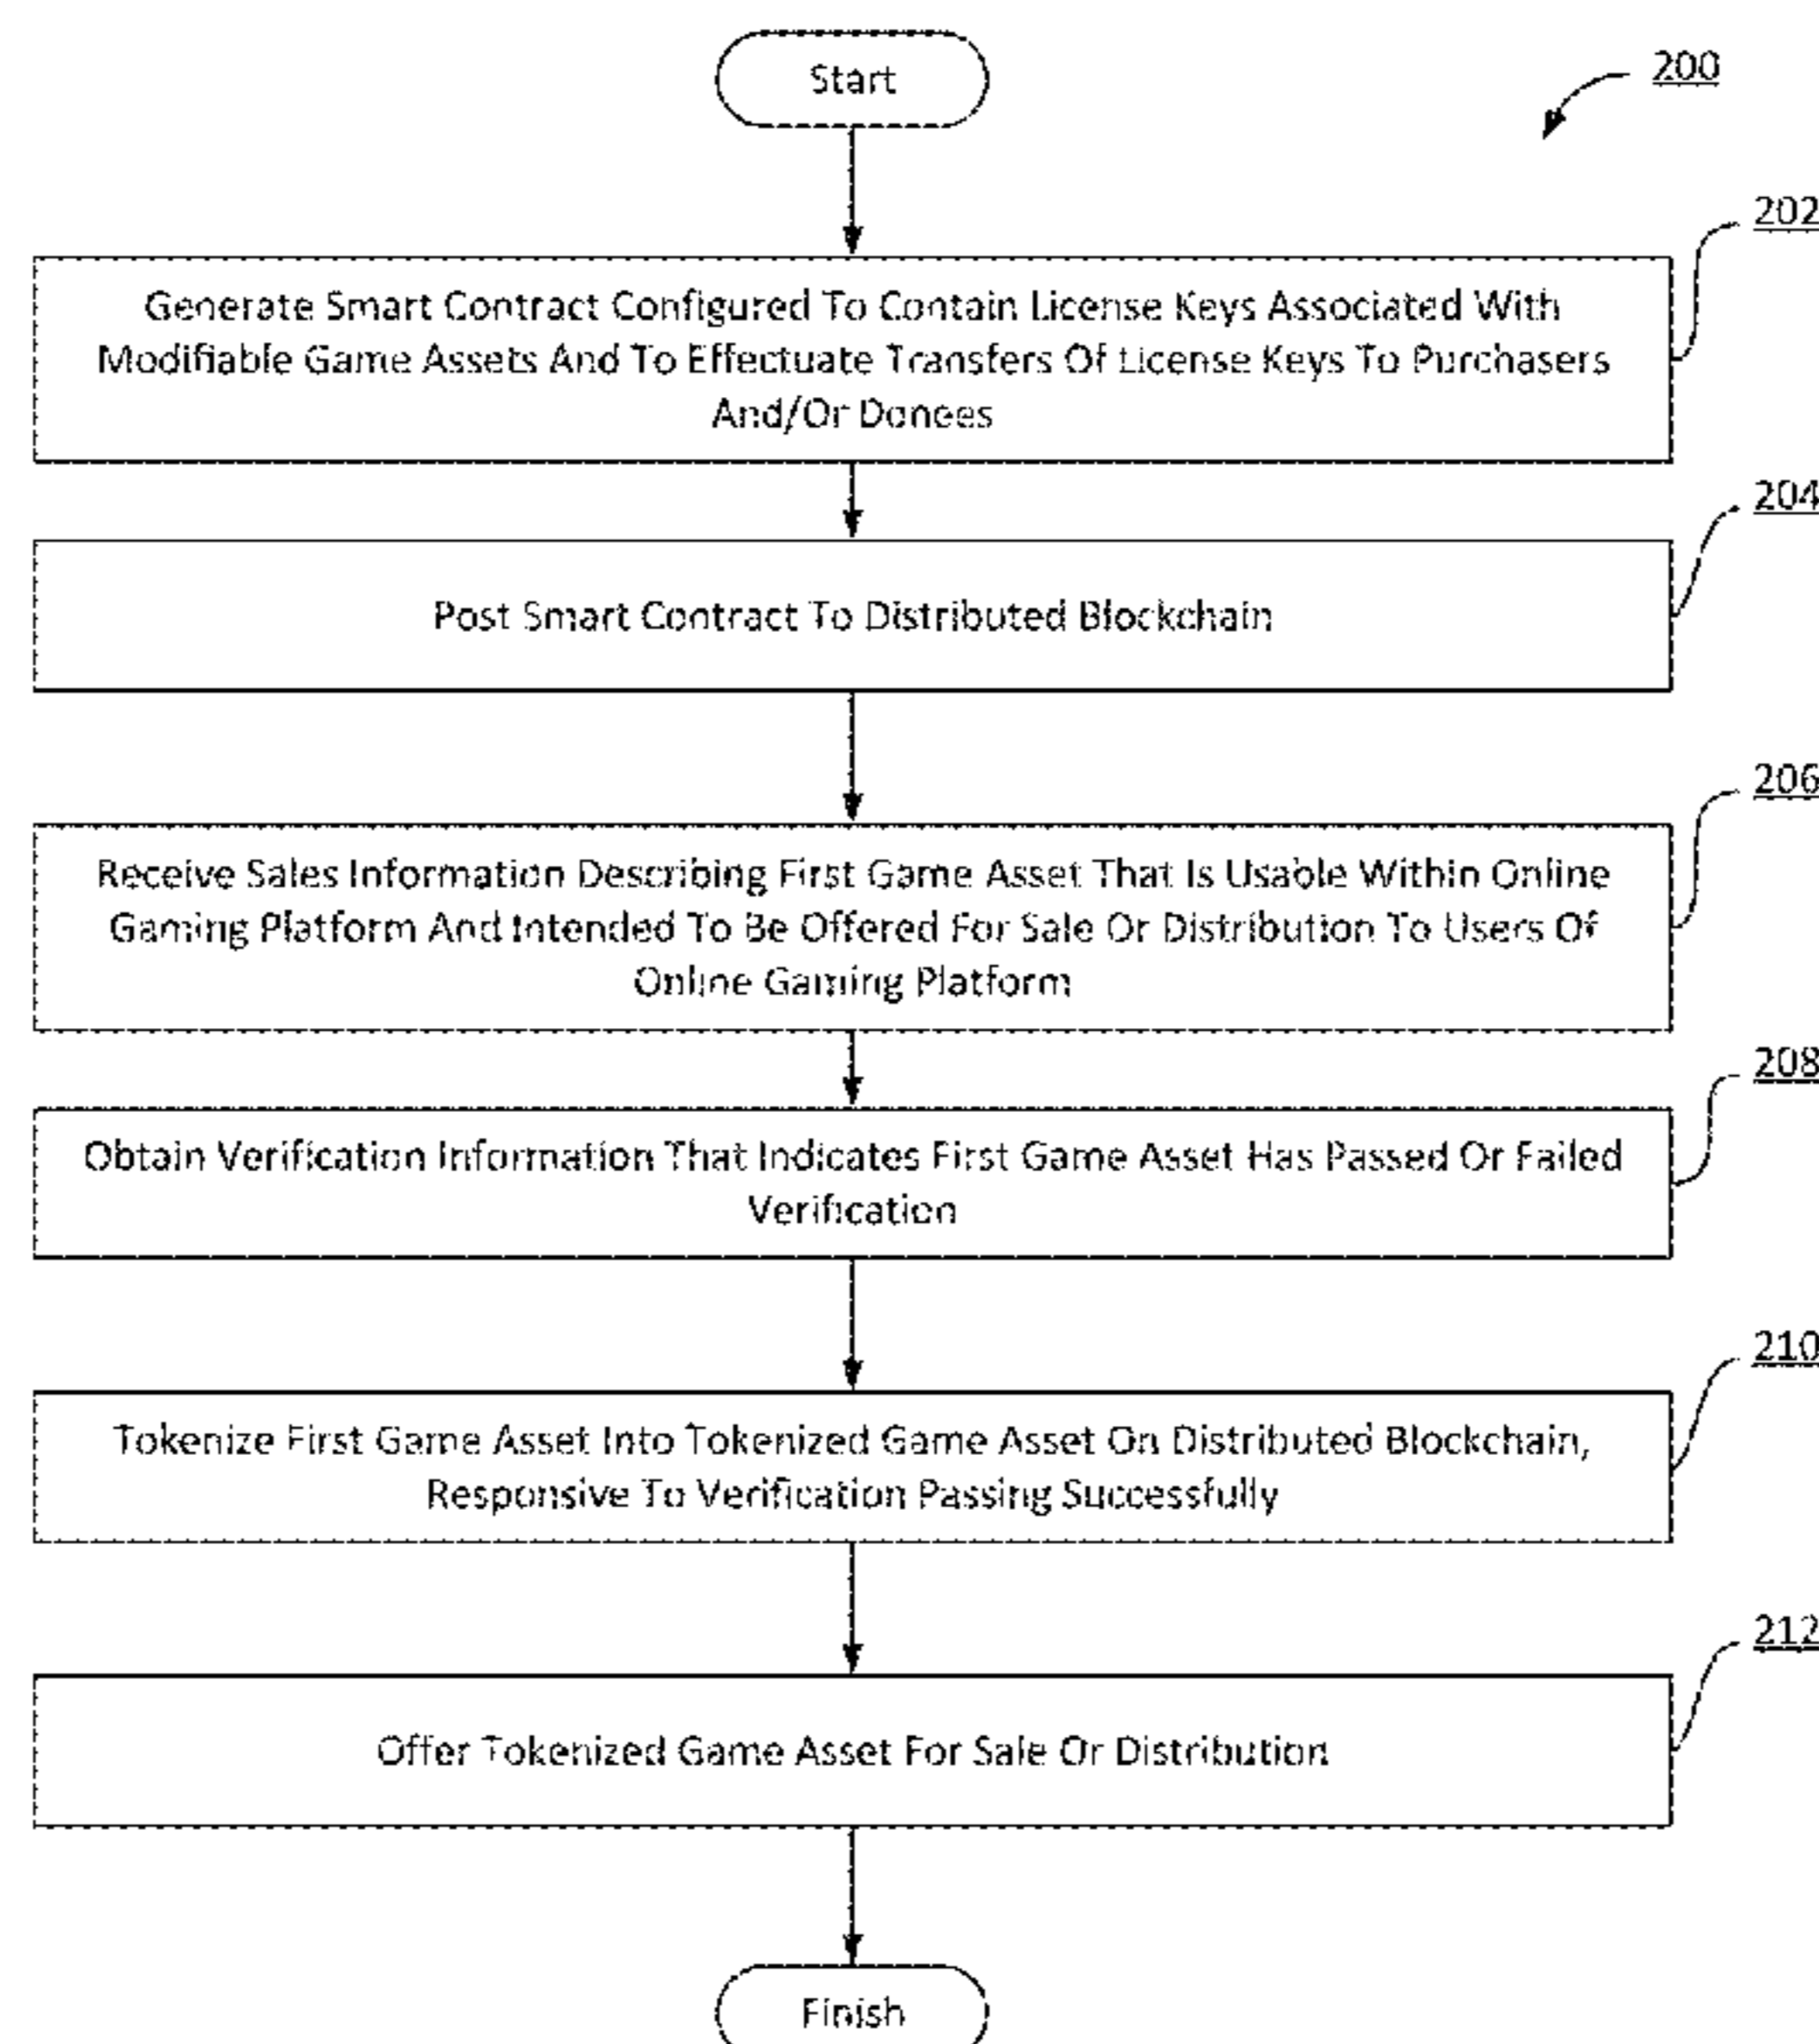 Start
200
202
Generate Smart Contract Configured To Contain License Keys Associated With
Modifiable Game Assets And To Effectuate Transfers Of License Keys To Purchasers
And/Or Donees
204
Post Smart Contract To Distributed Blockchain
206
Receive Sales Information Describing First Game Asset That Is Usable Within Online
Gaming Platform And Intended To Be Offered For Sale Or Distribution To Users Of
Online Gaming Platform
208
Obtain Verification Information That Indicates First Game Asset Has Passed Or Failed
Verification
210
Tokenize First Game Asset Into Tokenized Game Asset On Distributed Blockchain,
Responsive To Verification Passing Successfully
212
Offer Tokenized Game Asset For Sale Or Distribution
Finish